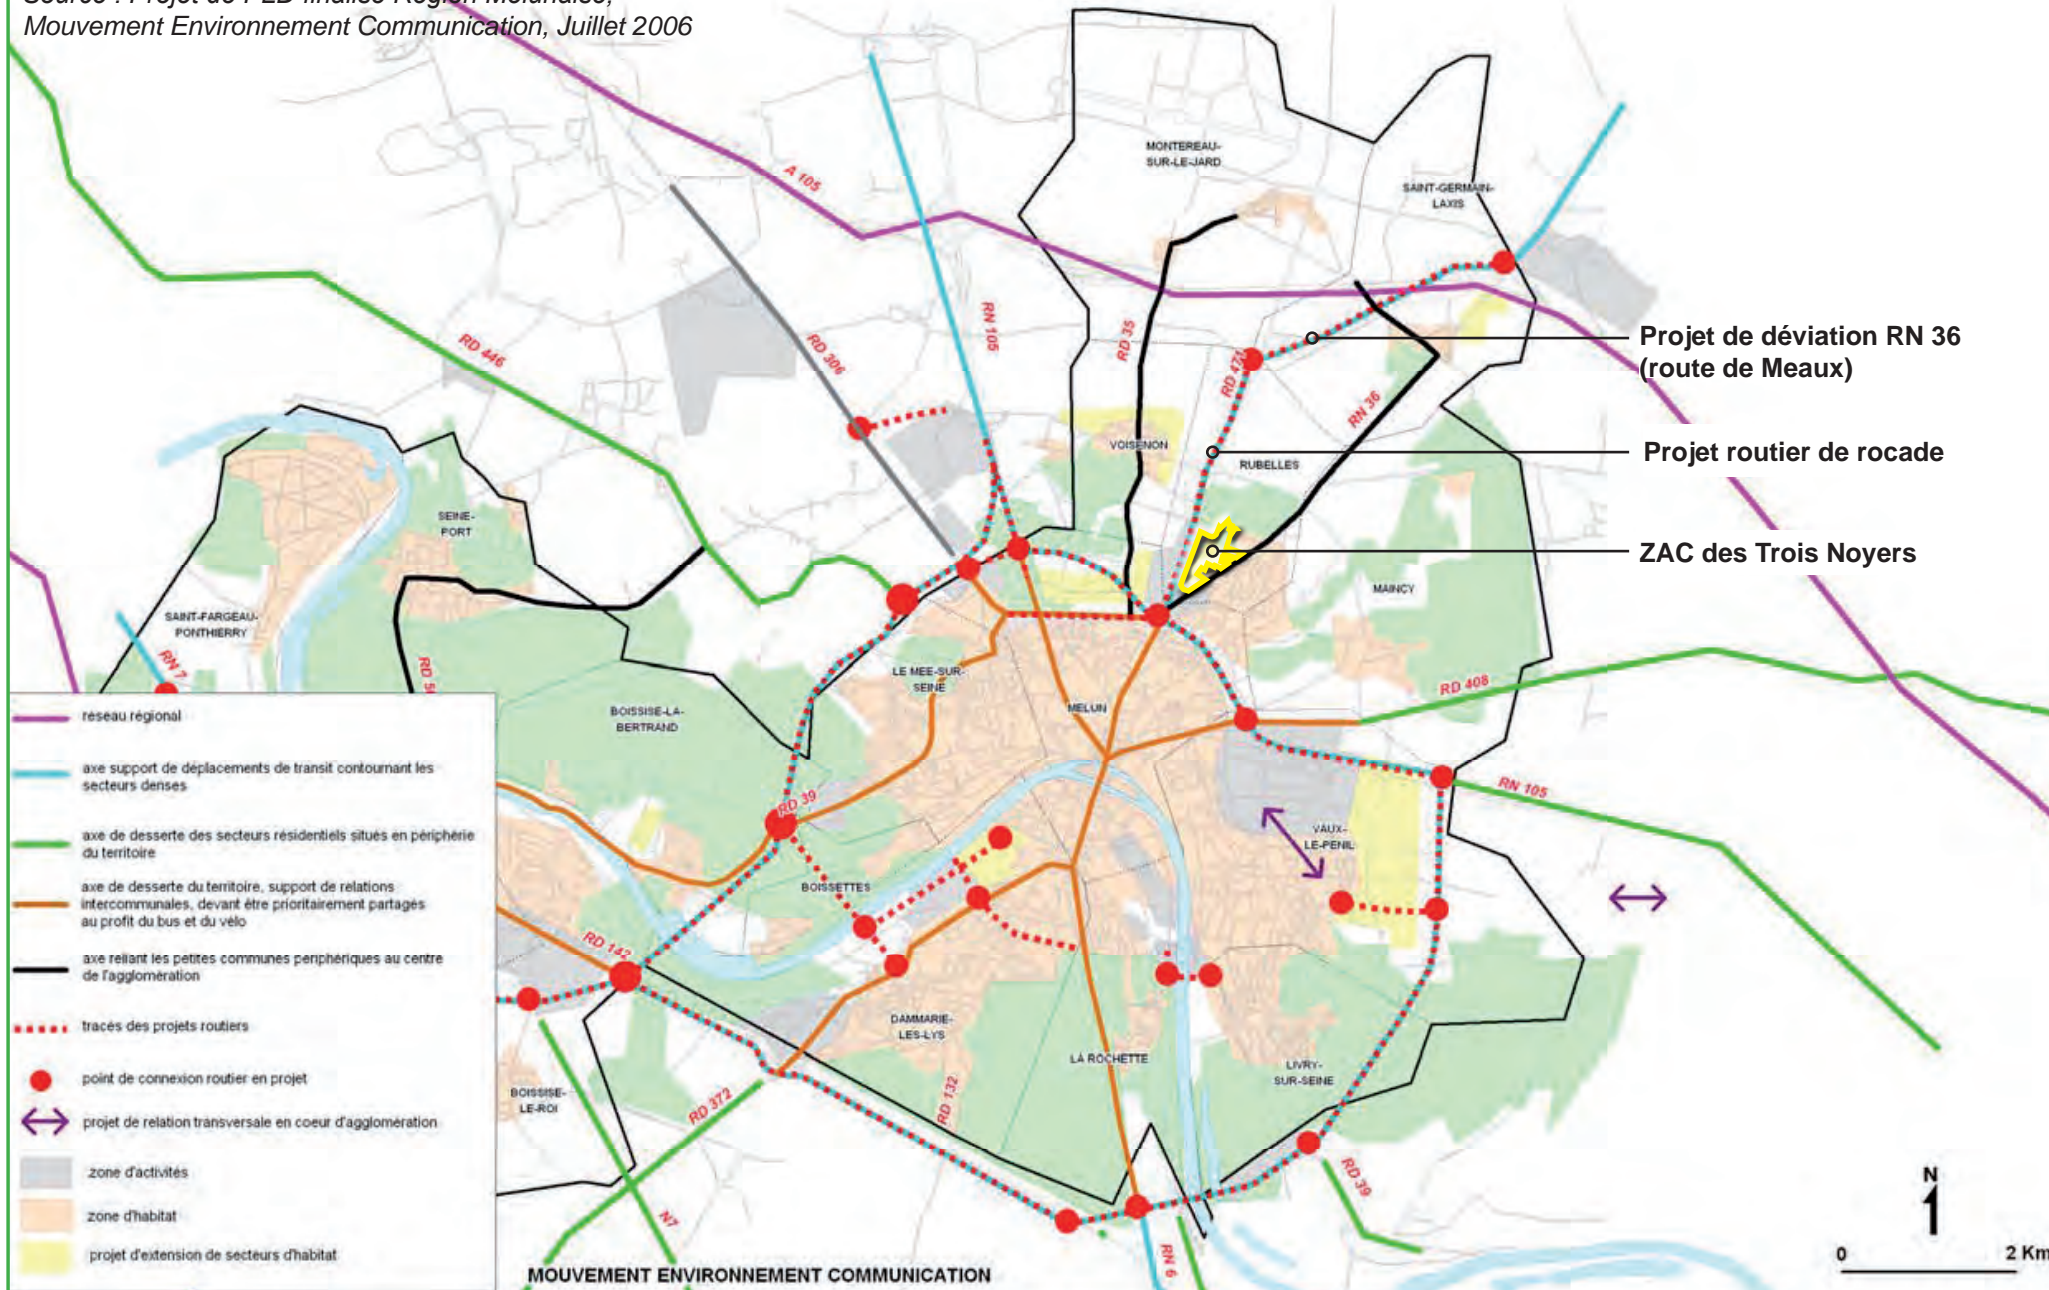 Mouvement Environnement Communication, Juillet 2006
A 105
MONTEREAU-
SUR-LE-JARD
SAINT-GERMAIN-
LAXIS
RN 105
RD 35
RD 306
RD 446
RD 471
RN 36
Projet de déviation RN 36
(route de Meaux)
VOISENON
RUBELLES
Projet routier de rocade
SEINE-
PORT
ZAC des Trois Noyers
MAINCY
SAINT-FARGEAU-
PONTHIERRY
RN 7
LE MEE-SUR-
SEINE
MELUN
RD 408
BOISSISE-LA-
BERTRAND
RN 105
RD 39
VAUX-
LE-PENIL
BOISSETTES
RD 142
DAMMARIE-
LES-LYS
LA ROCHETTE
LIVRY-
SUR-SEINE
BOISSISE-
LE-ROI
RD 372
RD 132
RD 39
N7
RN 6
réseau régional
axe support de déplacements de transit contournant les
secteurs denses
axe de desserte des secteurs résidentiels situés en périphérie
du territoire
axe de desserte du territoire, support de relations
intercommunales, devant être prioritairement partagés
au profit du bus et du vélo
axe reliant les petites communes périphériques au centre
de l'agglomération
tracés des projets routiers
point de connexion routier en projet
projet de relation transversale en coeur d'agglomération
zone d'activités
zone d'habitat
projet d'extension de secteurs d'habitat
MOUVEMENT ENVIRONNEMENT COMMUNICATION
N
0 2 Km